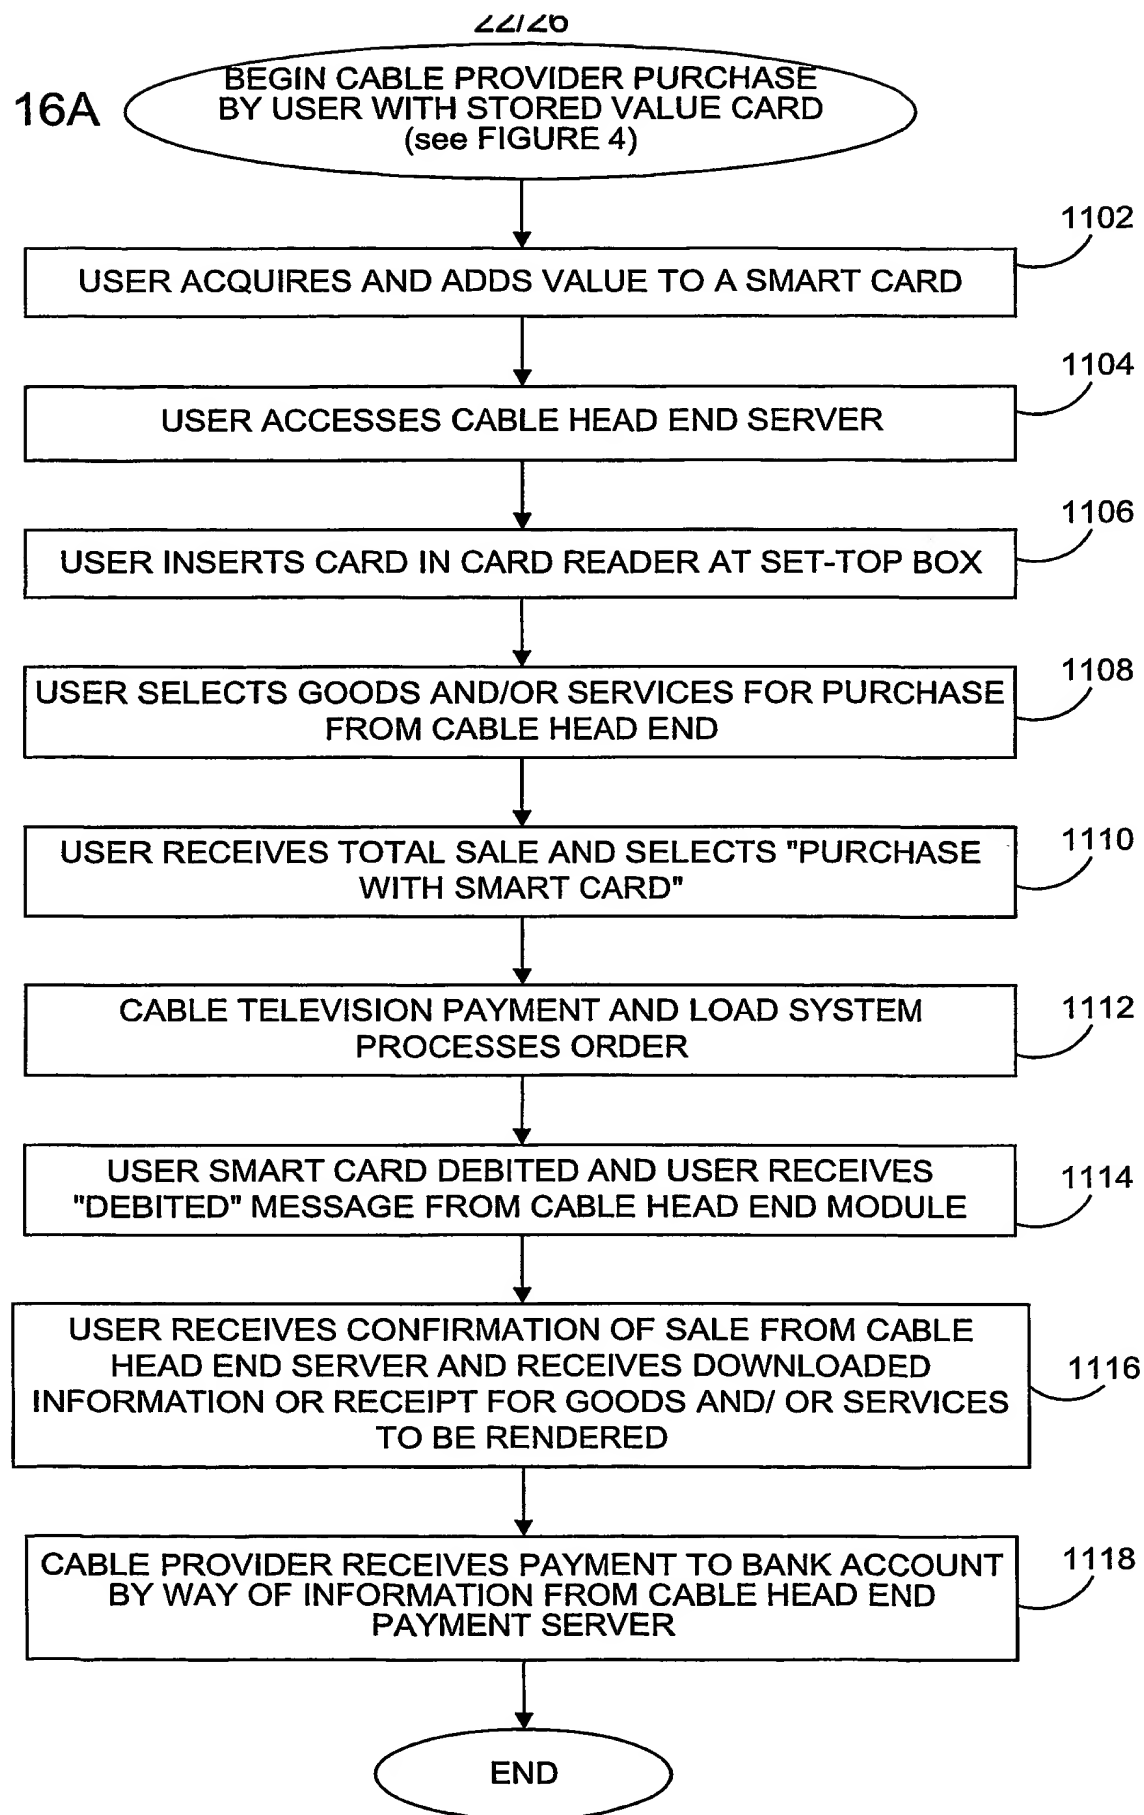 22/26
16A
BEGIN CABLE PROVIDER PURCHASE
BY USER WITH STORED VALUE CARD
(see FIGURE 4)
1102
USER ACQUIRES AND ADDS VALUE TO A SMART CARD
1104
USER ACCESSES CABLE HEAD END SERVER
1106
USER INSERTS CARD IN CARD READER AT SET-TOP BOX
1108
USER SELECTS GOODS AND/OR SERVICES FOR PURCHASE
FROM CABLE HEAD END
1110
USER RECEIVES TOTAL SALE AND SELECTS "PURCHASE
WITH SMART CARD"
1112
CABLE TELEVISION PAYMENT AND LOAD SYSTEM
PROCESSES ORDER
1114
USER SMART CARD DEBITED AND USER RECEIVES
"DEBITED" MESSAGE FROM CABLE HEAD END MODULE
1116
USER RECEIVES CONFIRMATION OF SALE FROM CABLE
HEAD END SERVER AND RECEIVES DOWNLOADED
INFORMATION OR RECEIPT FOR GOODS AND/ OR SERVICES
TO BE RENDERED
1118
CABLE PROVIDER RECEIVES PAYMENT TO BANK ACCOUNT
BY WAY OF INFORMATION FROM CABLE HEAD END
PAYMENT SERVER
END